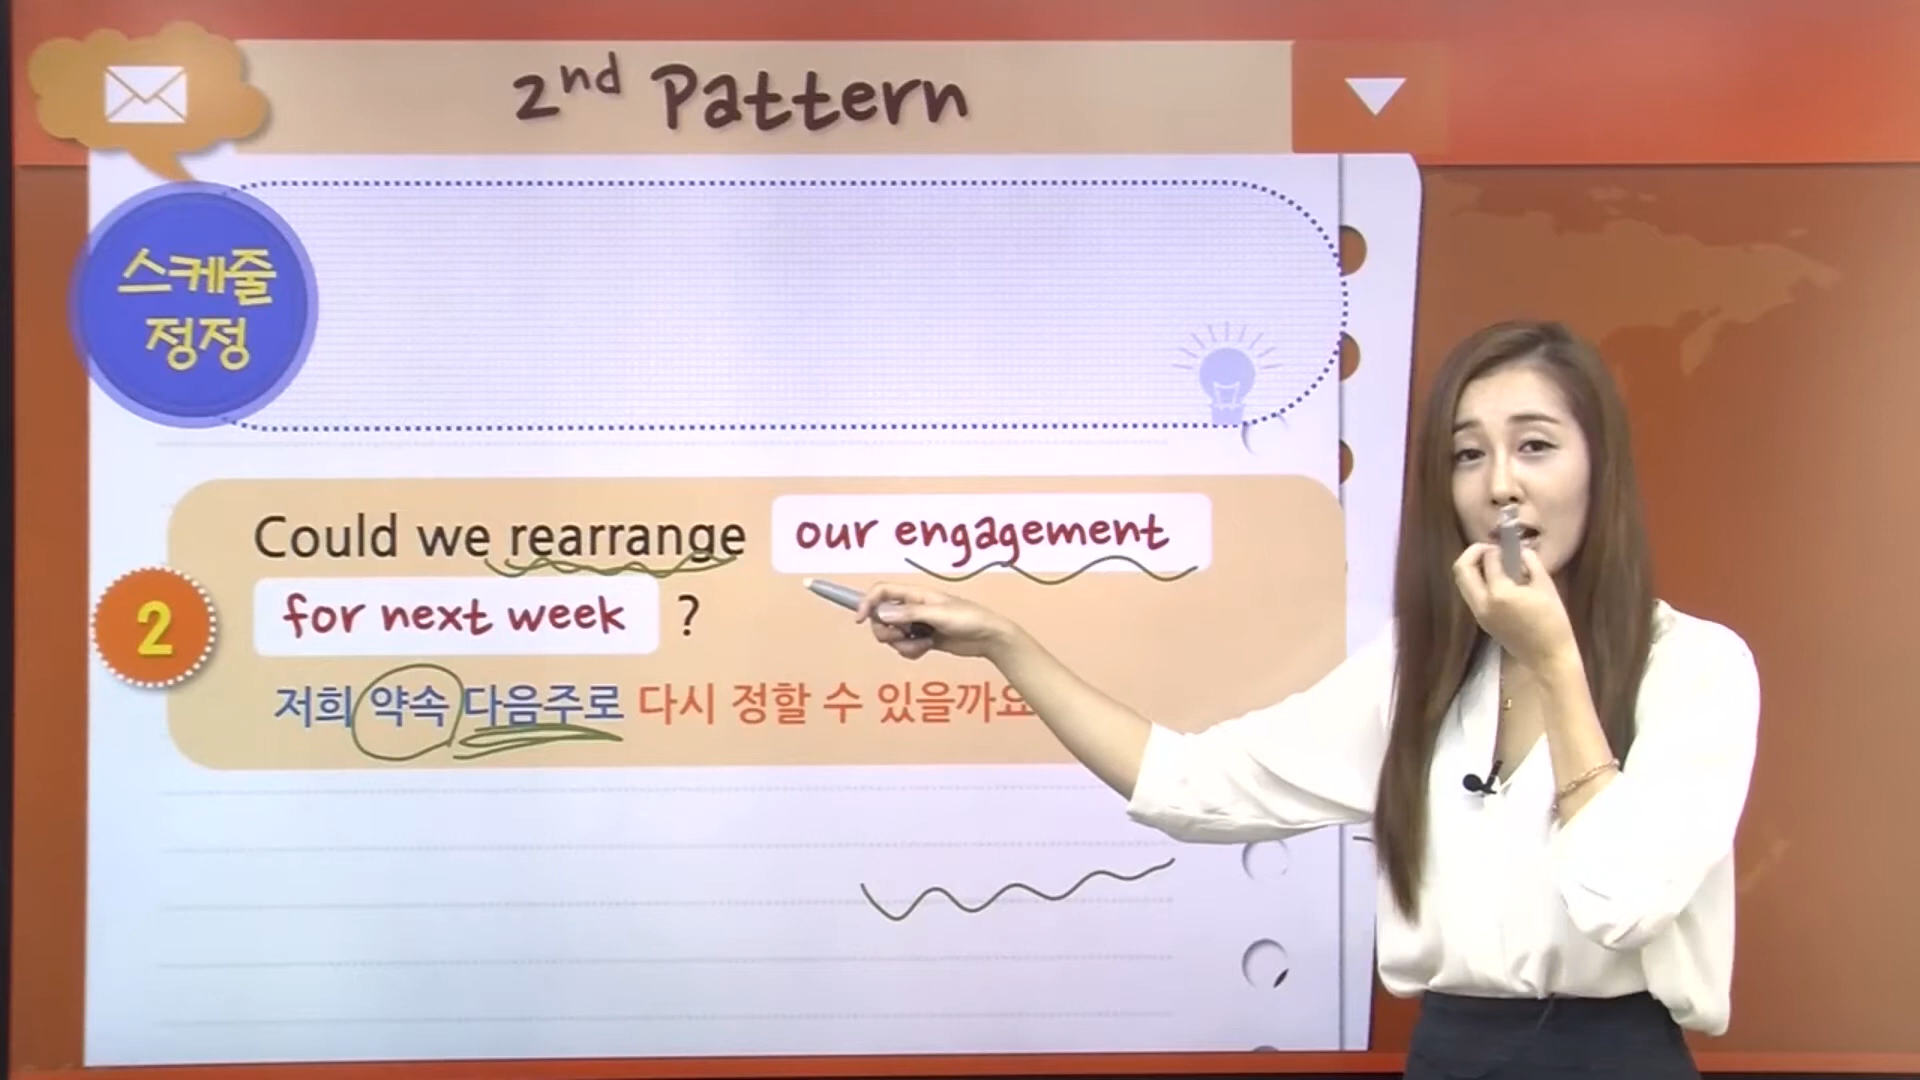 2nd Pattern
스케줄
정정
Could we rearrange our engagement
for next week ?
2
저희 약속 다음주로 다시 정할 수 있을까요